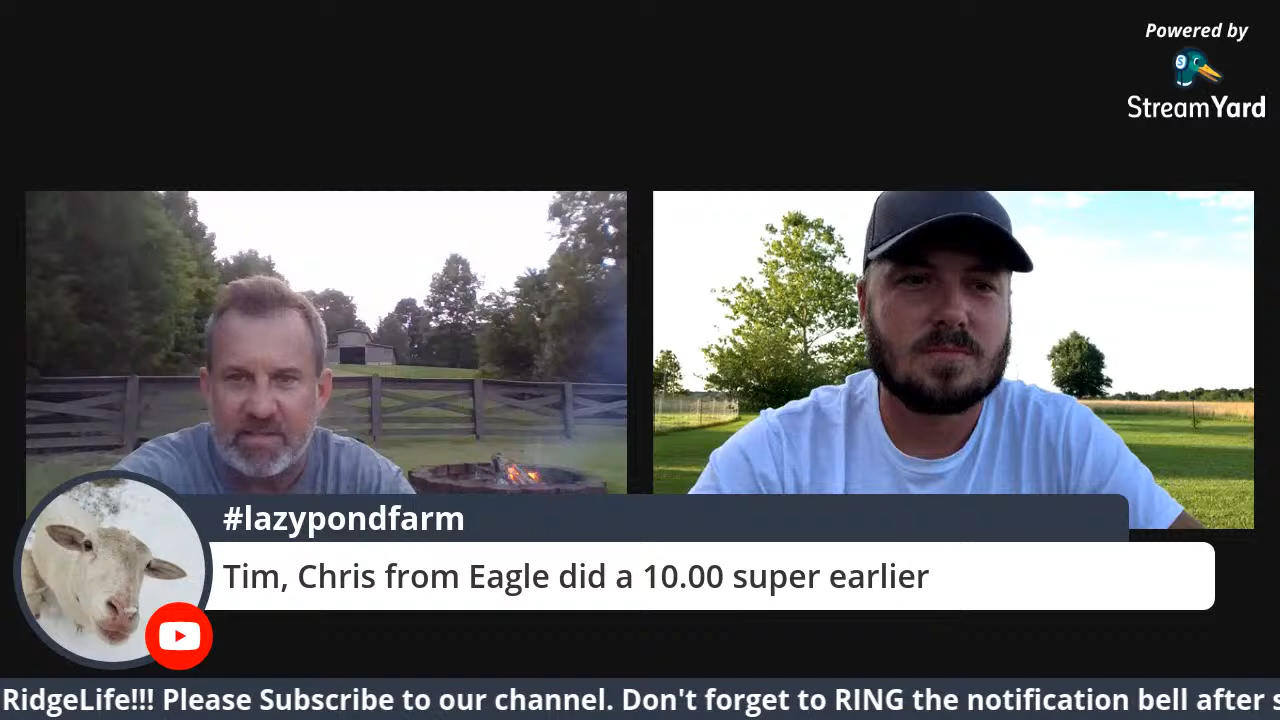 Powered by
StreamYard
#lazypondfarm
Tim, Chris from Eagle did a 10.00 super earlier
RidgeLife!!! Please Subscribe to our channel. Don't forget to RING the notification bell after